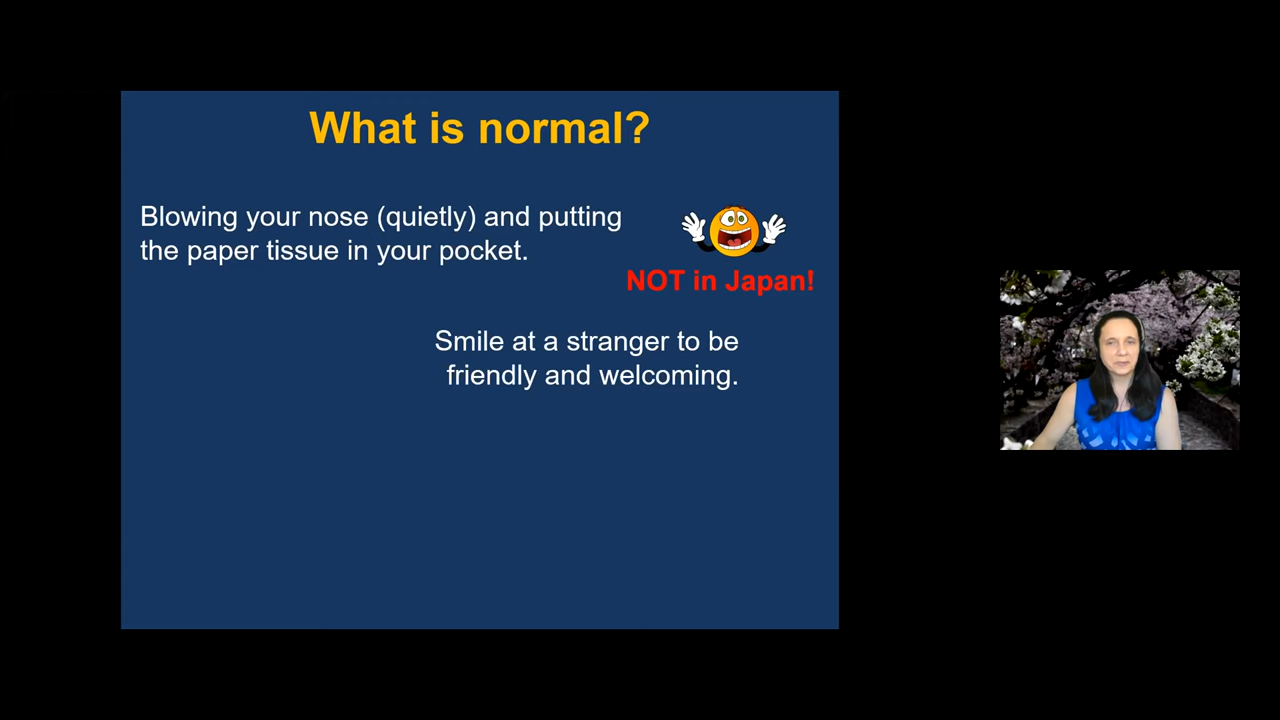 What is normal?
Blowing your nose (quietly) and putting
the paper tissue in your pocket.
NOT in Japan!
Smile at a stranger to be
friendly and welcoming.